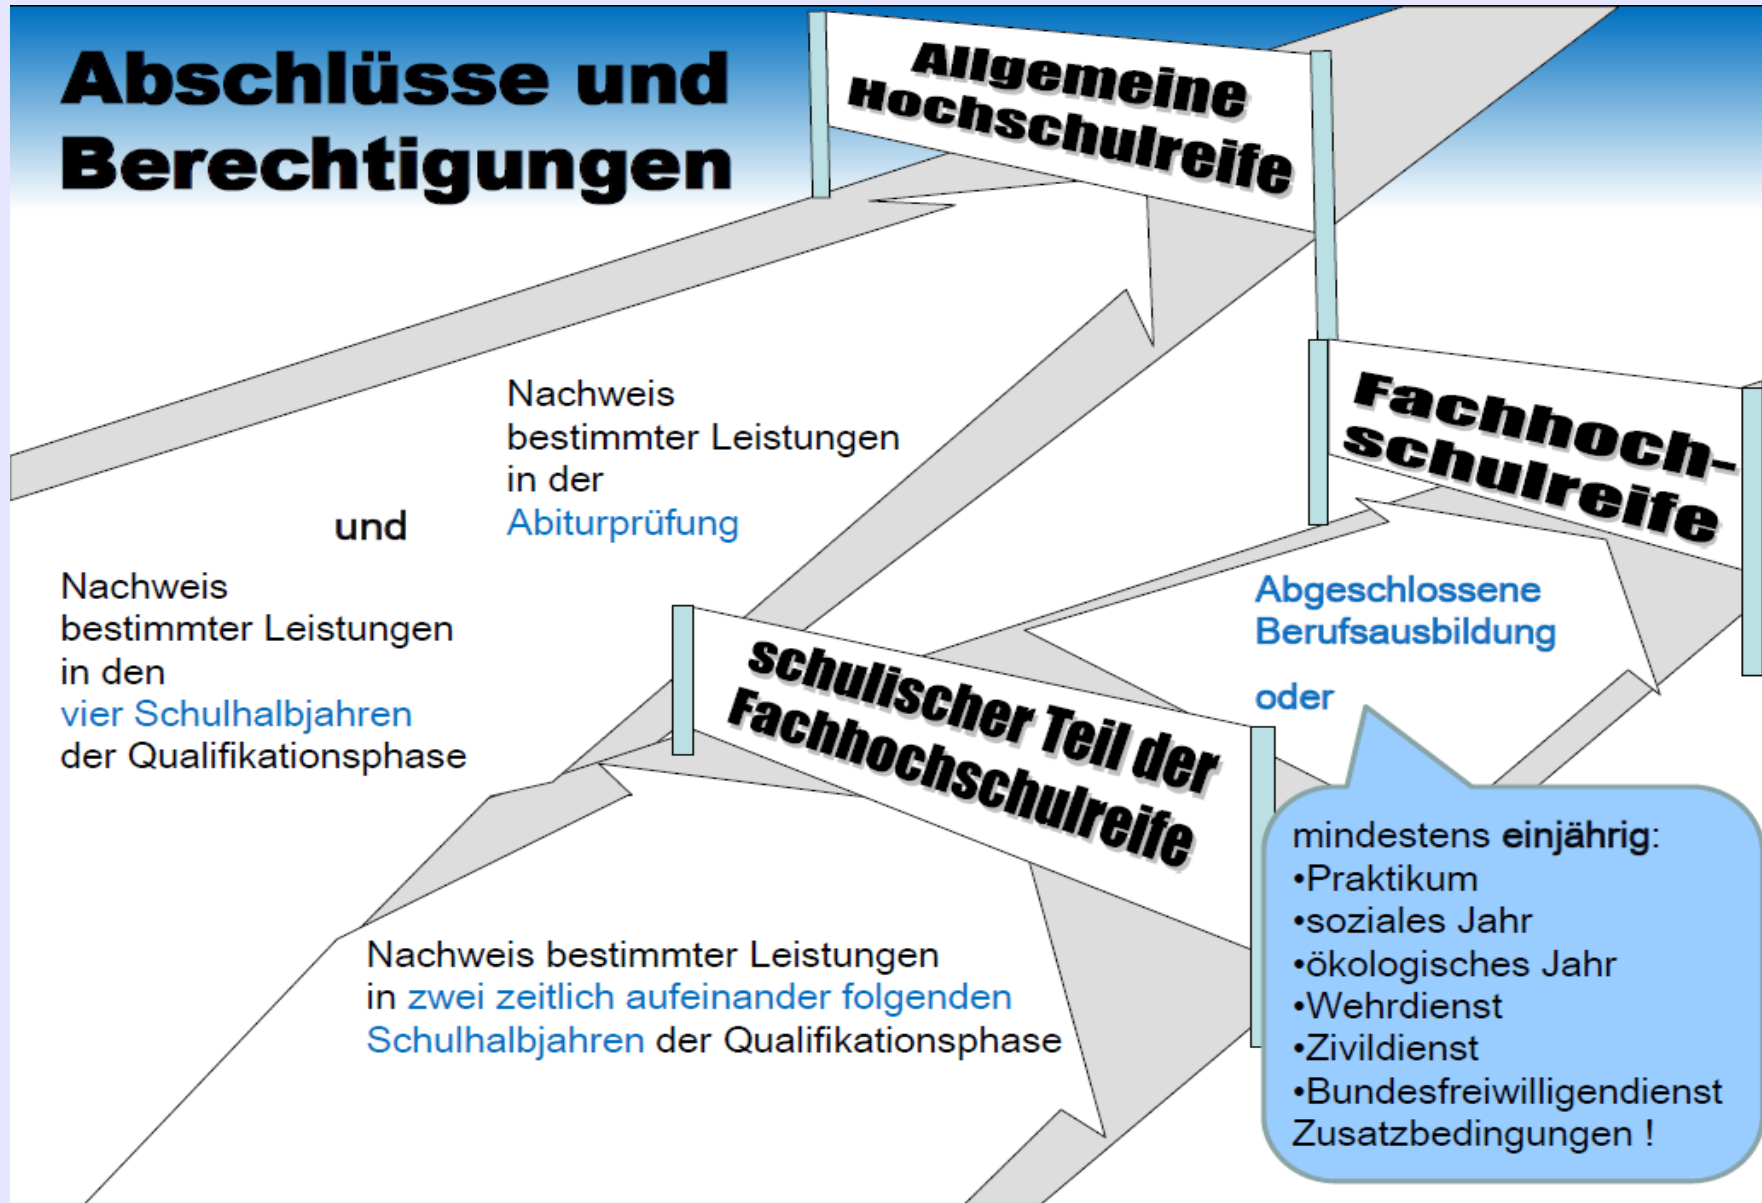 Abschlüsse und
Berechtigungen
Allgemeine
Hochschulreife
Nachweis
bestimmter Leistungen
in der
Abiturprüfung
und
Nachweis
bestimmter Leistungen
in den
vier Schulhalbjahren
der Qualifikationsphase
Fachhoch-
schulreife
Abgeschlossene
Berufsausbildung
oder
schulischer Teil der
Fachhochschulreife
mindestens einjährig:
•Praktikum
•soziales Jahr
•ökologisches Jahr
•Wehrdienst
•Zivildienst
•Bundesfreiwilligendienst
Zusatzbedingungen !
Nachweis bestimmter Leistungen
in zwei zeitlich aufeinander folgenden
Schulhalbjahren der Qualifikationsphase